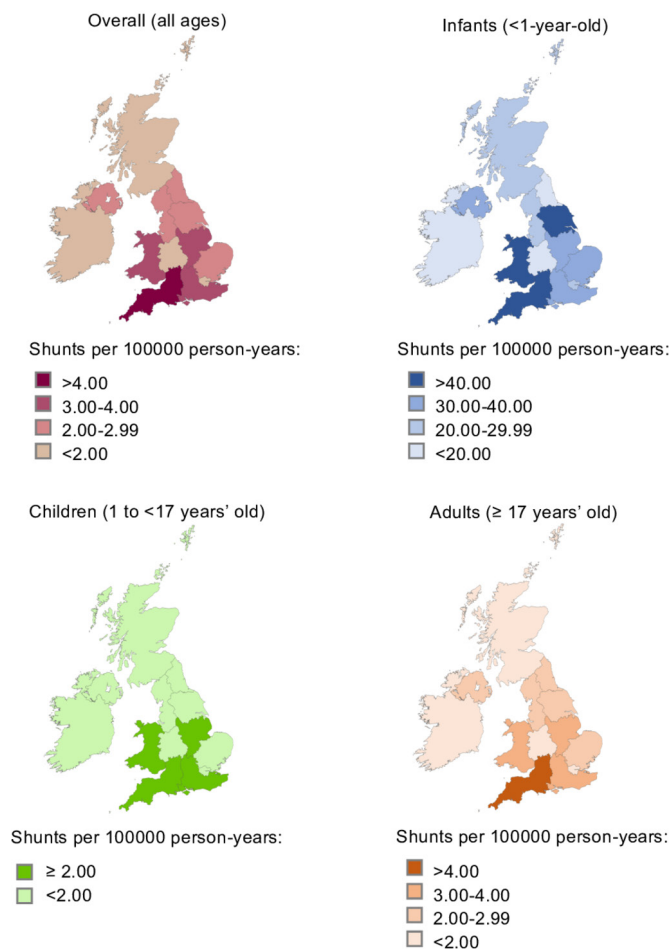 Overall (all ages)
Infants (<1-year-old)
Shunts per 100000 person-years:
>4.00
3.00-4.00
2.00-2.99
<2.00
Shunts per 100000 person-years:
>40.00
30.00-40.00
20.00-29.99
<20.00
Children (1 to <17 years’ old)
Adults (≥ 17 years’ old)
Shunts per 100000 person-years:
≥ 2.00
<2.00
Shunts per 100000 person-years:
>4.00
3.00-4.00
2.00-2.99
<2.00